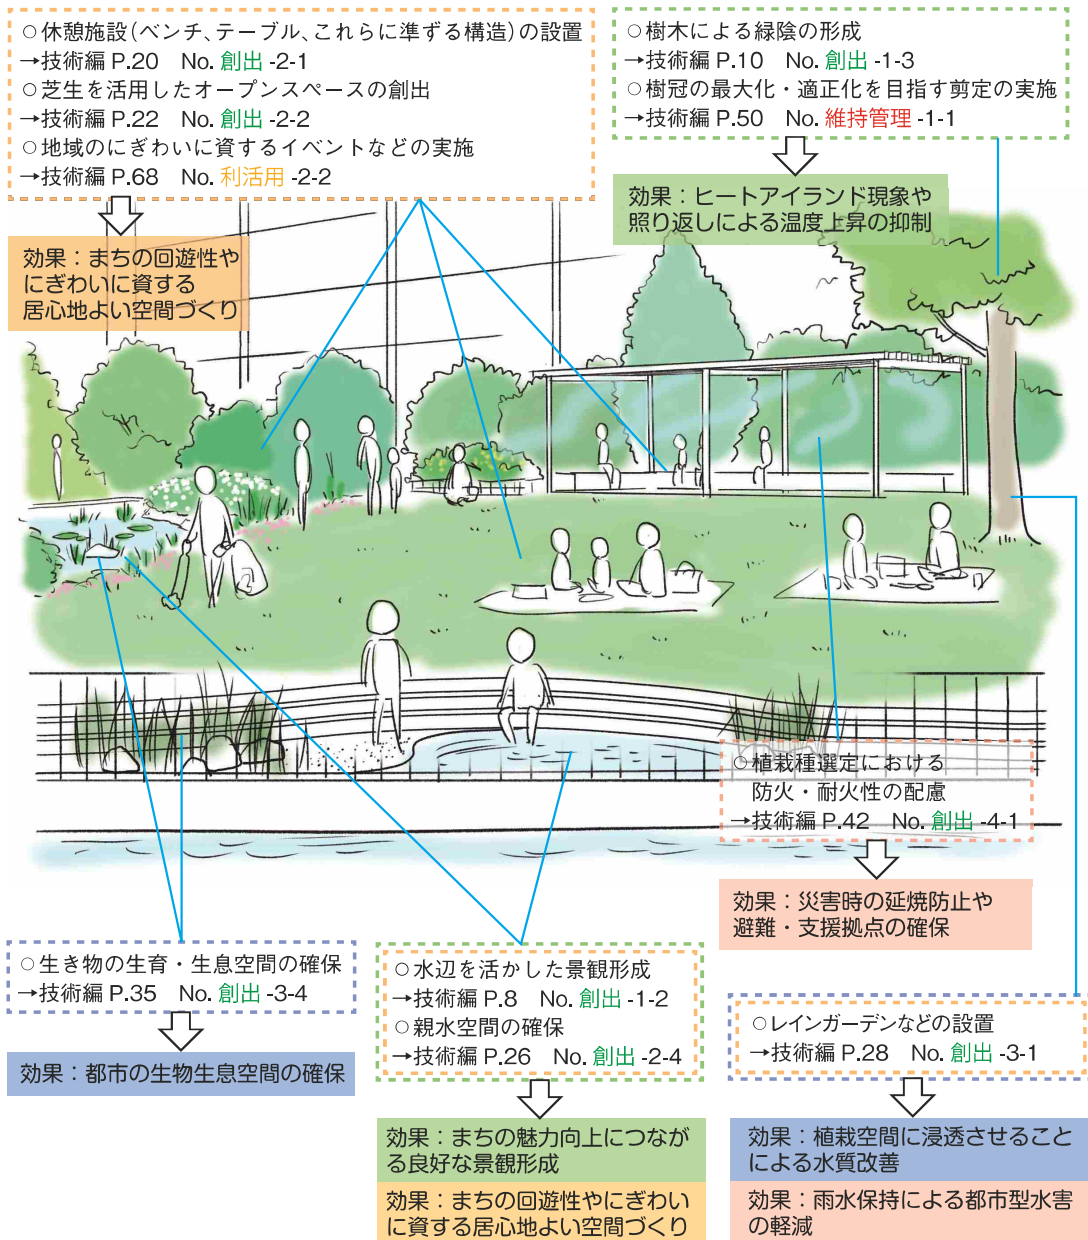 ○休憩施設(ベンチ、テーブル、これらに準ずる構造)の設置
→技術編 P.20　No. 創出 -2-1
○芝生を活用したオープンスペースの創出
→技術編 P.22　No. 創出 -2-2
○地域のにぎわいに資するイベントなどの実施
→技術編 P.68　No. 利活用 -2-2
効果：まちの回遊性や
にぎわいに資する
居心地よい空間づくり
○樹木による緑陰の形成
→技術編 P.10　No. 創出 -1-3
○樹冠の最大化・適正化を目指す剪定の実施
→技術編 P.50　No. 維持管理 -1-1
効果：ヒートアイランド現象や
照り返しによる温度上昇の抑制
○植栽種選定における
防火・耐火性の配慮
→技術編 P.42　No. 創出 -4-1
効果：災害時の延焼防止や
避難・支援拠点の確保
○生き物の生育・生息空間の確保
→技術編 P.35　No. 創出 -3-4
効果：都市の生物生息空間の確保
○水辺を活かした景観形成
→技術編 P.8　No. 創出 -1-2
○親水空間の確保
→技術編 P.26　No. 創出 -2-4
効果：まちの魅力向上につなが
る良好な景観形成
効果：まちの回遊性やにぎわい
に資する居心地よい空間づくり
○レインガーデンなどの設置
→技術編 P.28　No. 創出 -3-1
効果：植栽空間に浸透させること
による水質改善
効果：雨水保持による都市型水害
の軽減